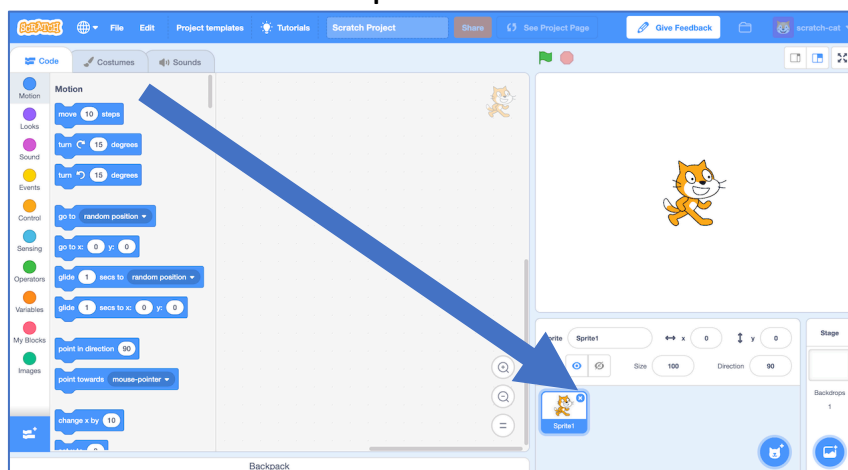 SCRATCH File Edit Project templates Tutorials Scratch Project Share See Project Page Give Feedback scratch-cat
Code Costumes Sounds
Motion
Looks
Sound
Events
Control
Sensing
Operators
Variables
My Blocks
Images
Motion
move 10 steps
turn 15 degrees
turn 15 degrees
go to random position
go to x: 0 y: 0
glide 1 secs to random position
glide 1 secs to x: 0 y: 0
point in direction 90
point towards mouse-pointer
change x by 10
Backpack
Sprite1 x 0 y 0
Size 100 Direction 90
Sprite1
Stage
Backdrops
1